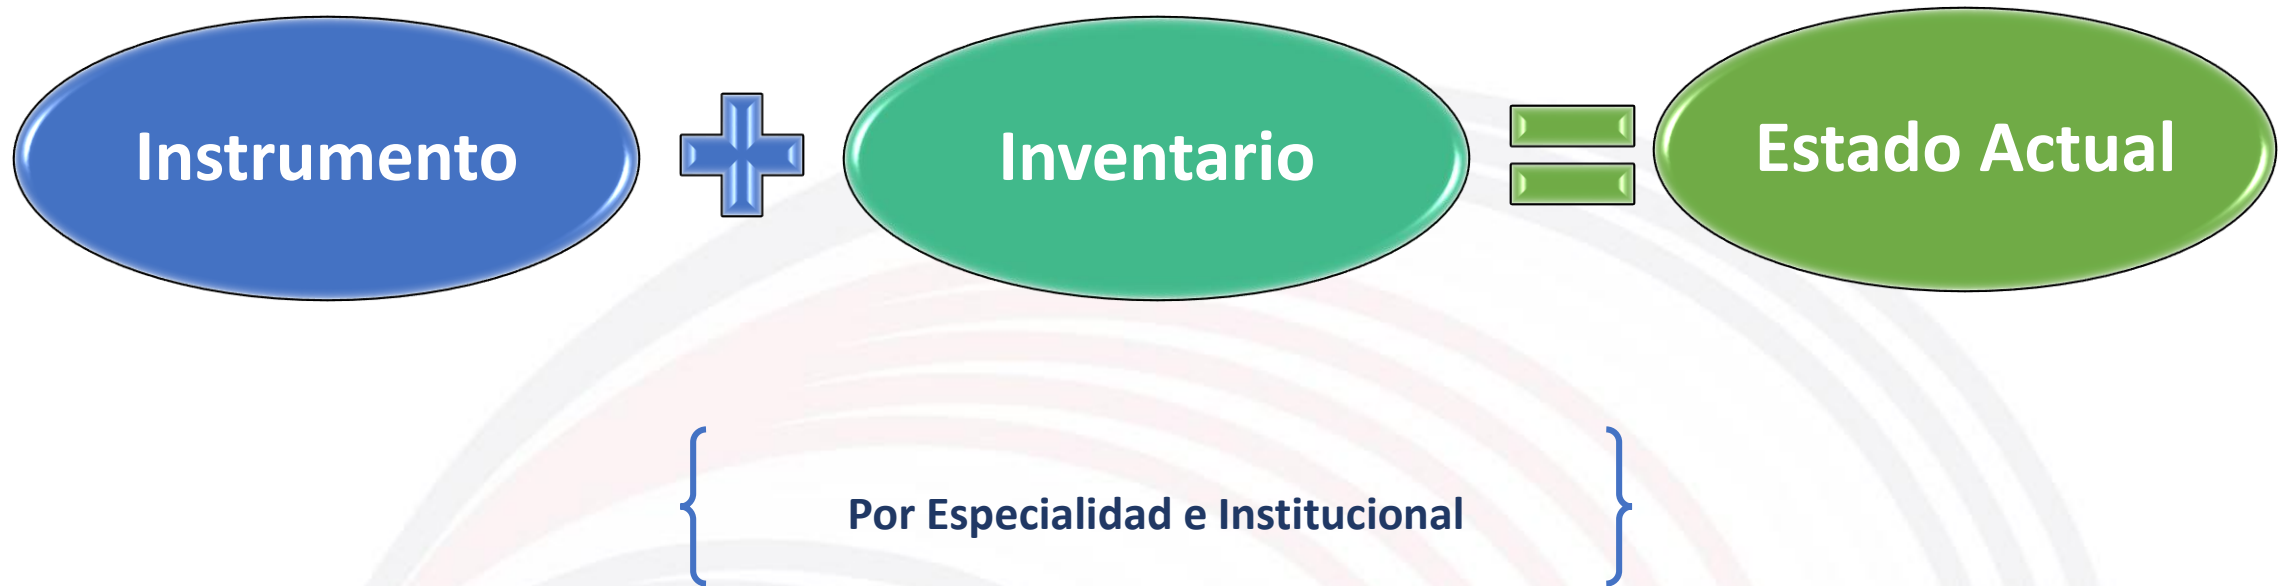 Instrumento
Inventario
Estado Actual
Por Especialidad e Institucional